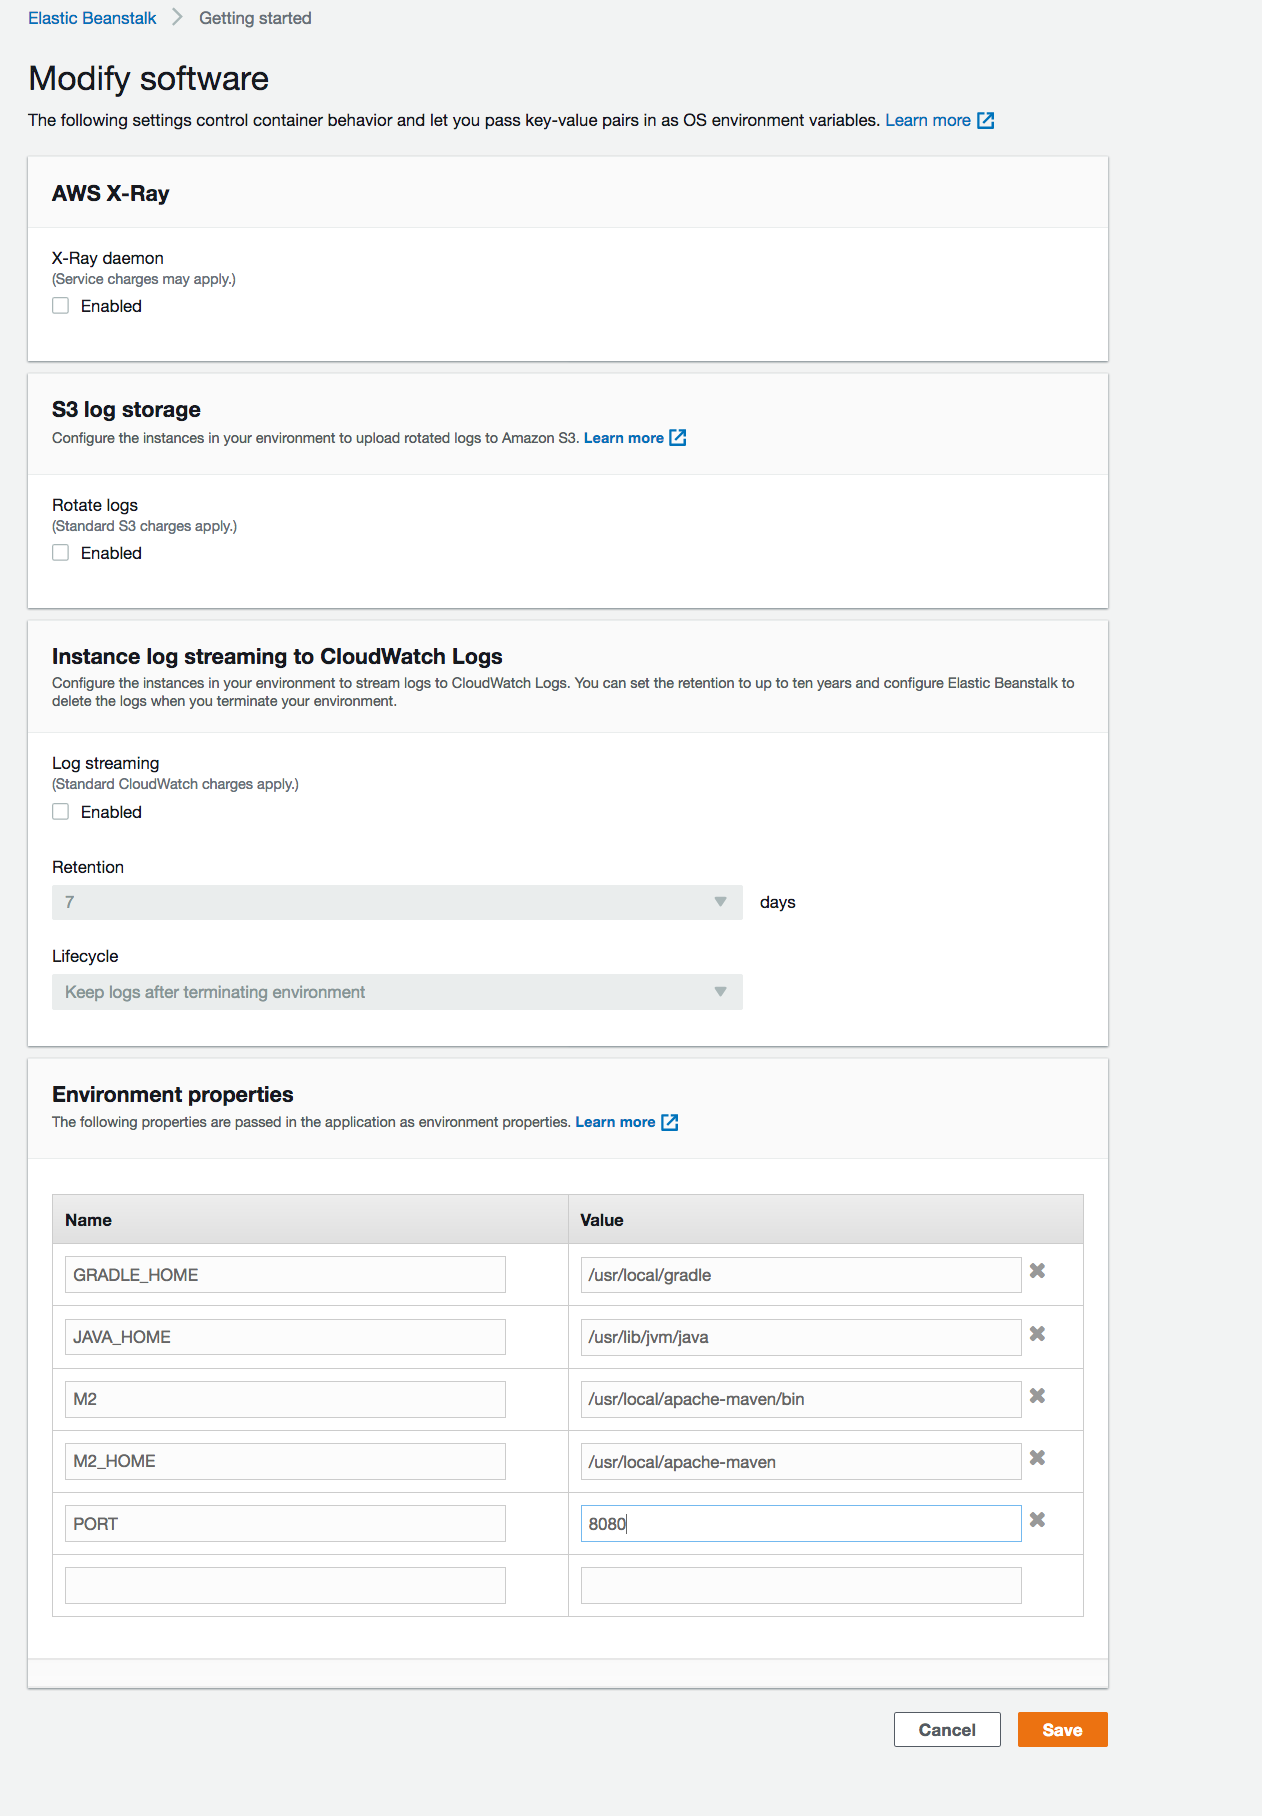 Elastic Beanstalk > Getting started
Modify software
The following settings control container behavior and let you pass key-value pairs in as OS environment variables. Learn more
AWS X-Ray
X-Ray daemon
(Service charges may apply.)
Enabled
S3 log storage
Configure the instances in your environment to upload rotated logs to Amazon S3. Learn more
Rotate logs
(Standard S3 charges apply.)
Enabled
Instance log streaming to CloudWatch Logs
Configure the instances in your environment to stream logs to CloudWatch Logs. You can set the retention to up to ten years and configure Elastic Beanstalk to
delete the logs when you terminate your environment.
Log streaming
(Standard CloudWatch charges apply.)
Enabled
Retention
7 days
Lifecycle
Keep logs after terminating environment
Environment properties
The following properties are passed in the application as environment properties. Learn more
Name Value
GRADLE_HOME /usr/local/gradle
JAVA_HOME /usr/lib/jvm/java
M2 /usr/local/apache-maven/bin
M2_HOME /usr/local/apache-maven
PORT 8080
Cancel Save